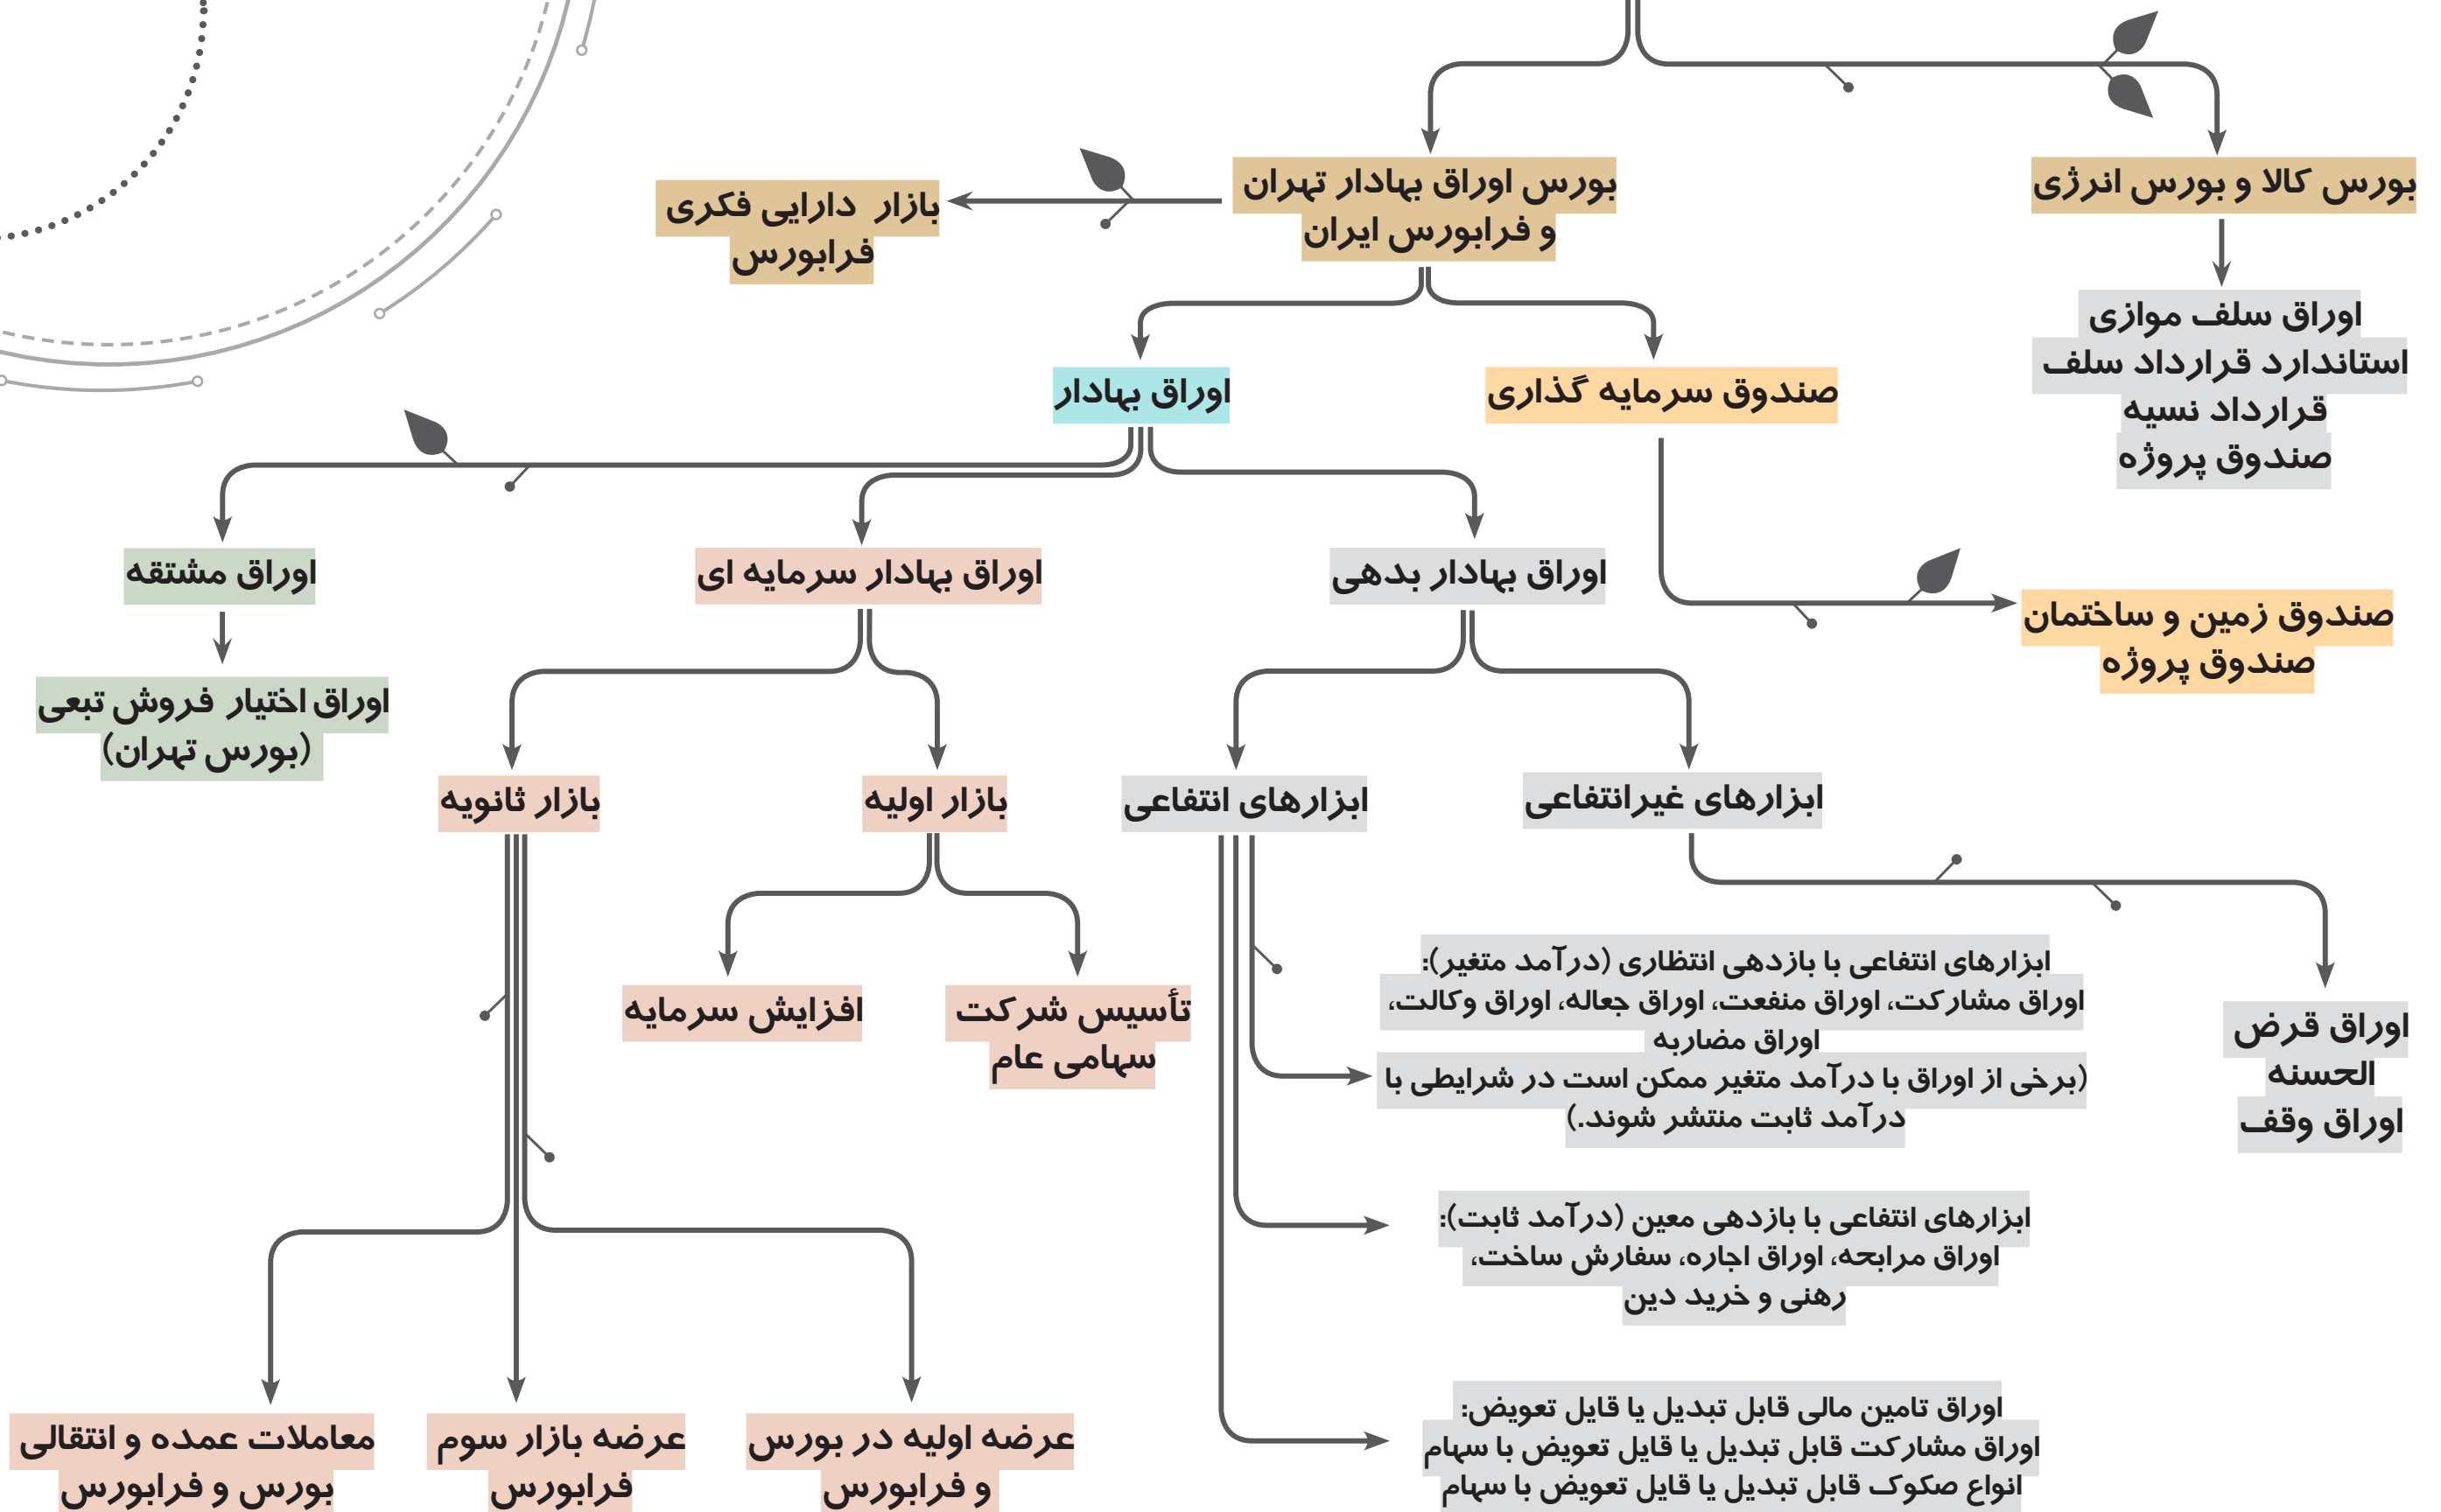 بورس کالا و بورس انرژی
بورس اوراق بهادار تهران
و فرابورس ایران
بازار دارایی فکری
فرابورس
اوراق سلف موازی
استاندارد قرارداد سلف
قرارداد نسیه
صندوق پروژه
صندوق سرمایه گذاری
اوراق بهادار
صندوق زمین و ساختمان
صندوق پروژه
اوراق بهادار بدهی
اوراق بهادار سرمایه ای
اوراق مشتقه
اوراق اختیار فروش تبعی
(بورس تهران)
ابزارهای غیرانتفاعی
ابزارهای انتفاعی
بازار اولیه
بازار ثانویه
اوراق قرض
الحسنه
اوراق وقف
ابزارهای انتفاعی با بازدهی انتظاری (درآمد متغیر):
اوراق مشارکت، اوراق منفعت، اوراق جعاله، اوراق وکالت،
اوراق مضاربه
(برخی از اوراق با درآمد متغیر ممکن است در شرایطی با
درآمد ثابت منتشر شوند.)
تأسیس شرکت
سهامی عام
افزایش سرمایه
ابزارهای انتفاعی با بازدهی معین (درآمد ثابت):
اوراق مرابحه، اوراق اجاره، سفارش ساخت،
رهنی و خرید دین
اوراق تامین مالی قابل تبدیل یا قایل تعویض:
اوراق مشارکت قابل تبدیل یا قایل تعویض با سهام
انواع صکوک قابل تبدیل یا قایل تعویض با سهام
عرضه اولیه در بورس
و فرابورس
عرضه بازار سوم
فرابورس
معاملات عمده و انتقالی
بورس و فرابورس